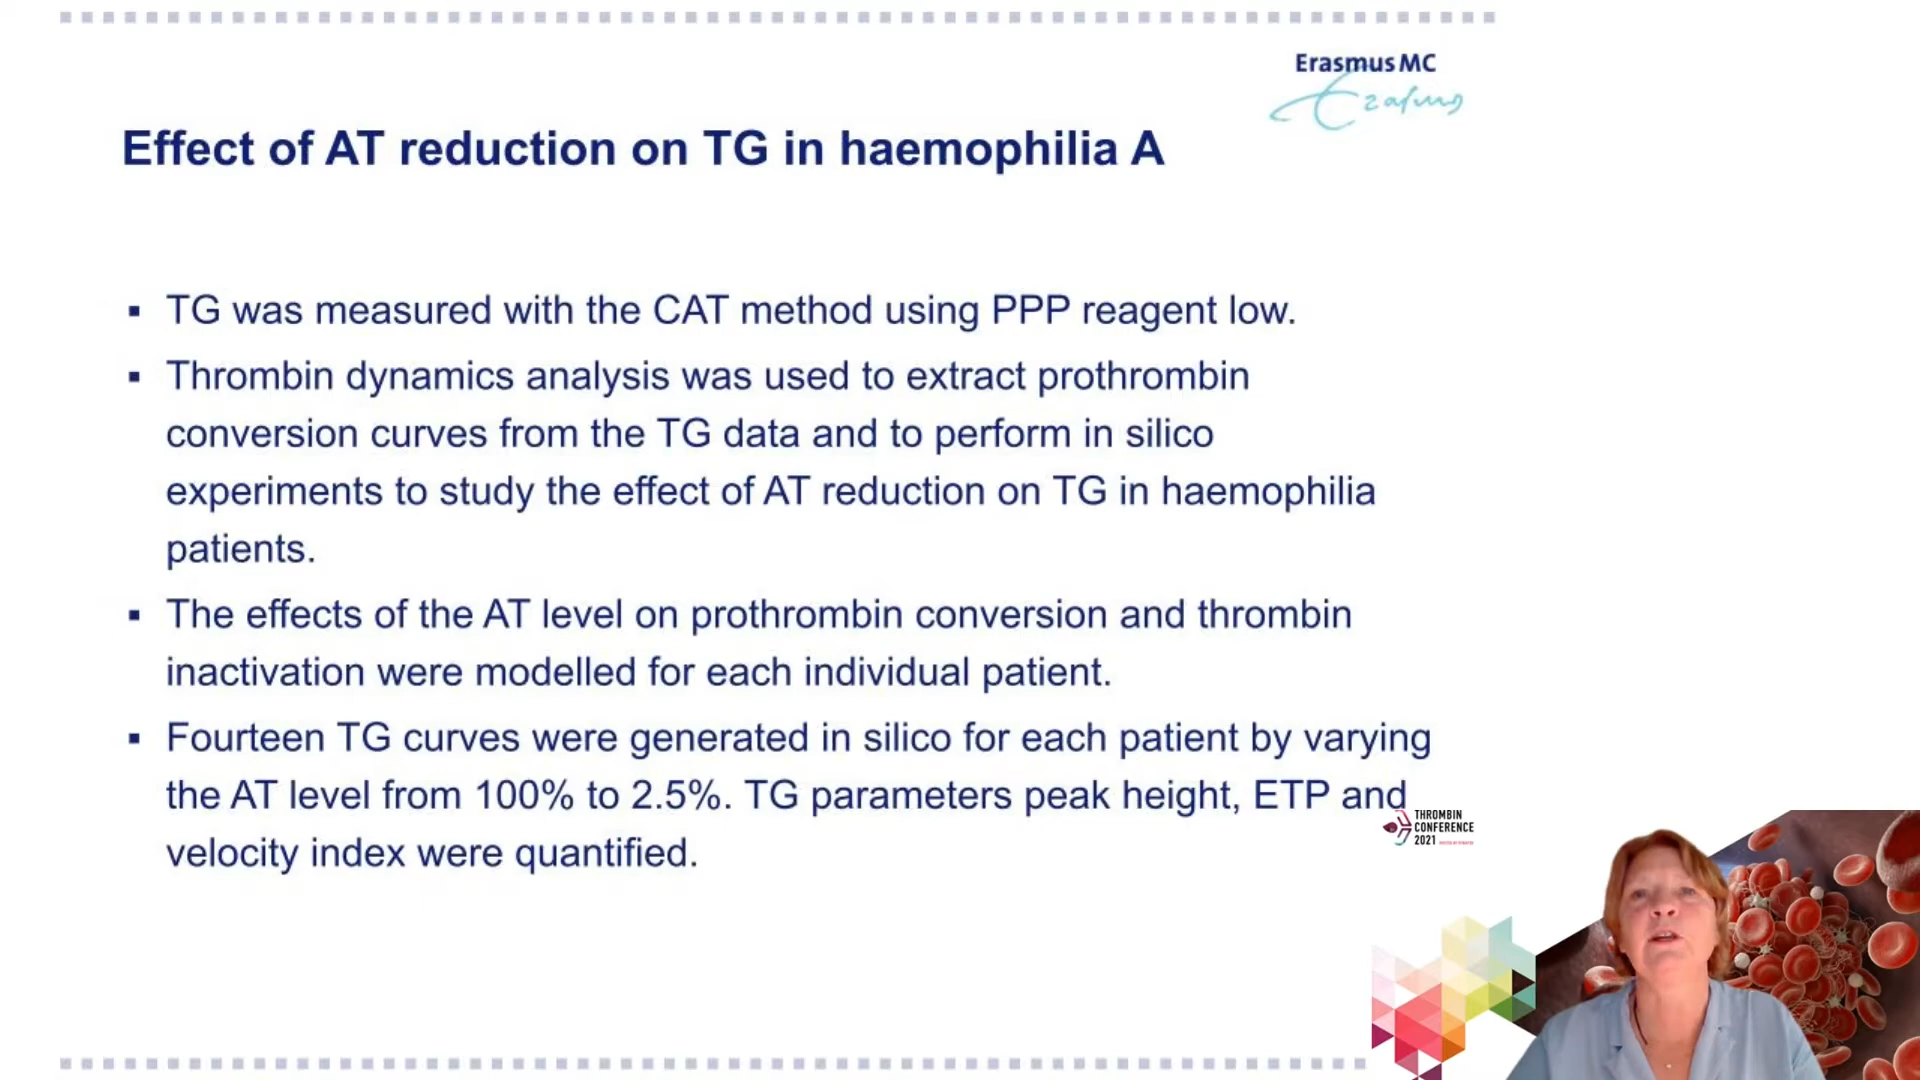 Erasmus MC
Erasmus
Effect of AT reduction on TG in haemophilia A
▪ TG was measured with the CAT method using PPP reagent low.
▪ Thrombin dynamics analysis was used to extract prothrombin
conversion curves from the TG data and to perform in silico
experiments to study the effect of AT reduction on TG in haemophilia
patients.
▪ The effects of the AT level on prothrombin conversion and thrombin
inactivation were modelled for each individual patient.
▪ Fourteen TG curves were generated in silico for each patient by varying
the AT level from 100% to 2.5%. TG parameters peak height, ETP and
velocity index were quantified.
THROMBIN
CONFERENCE
2021